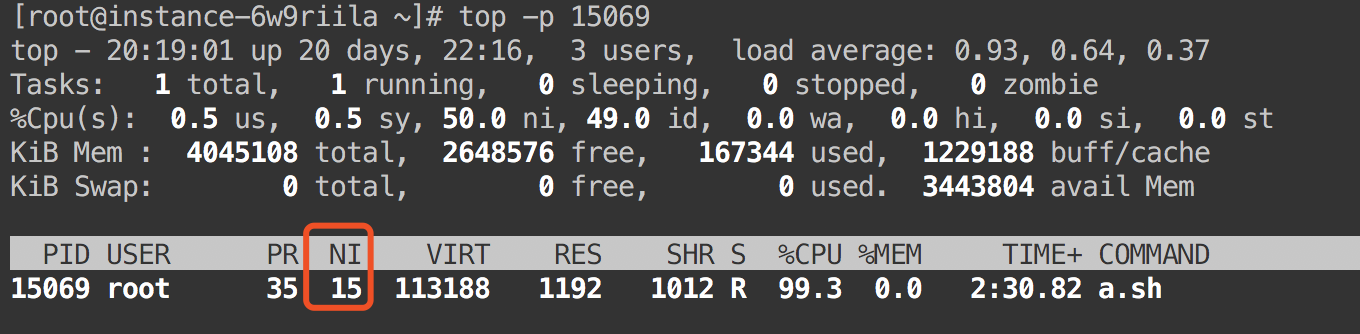 [root@instance-6w9riila ~]# top -p 15069
top - 20:19:01 up 20 days, 22:16,  3 users,  load average: 0.93, 0.64, 0.37
Tasks:   1 total,   1 running,   0 sleeping,   0 stopped,   0 zombie
%Cpu(s):  0.5 us,  0.5 sy, 50.0 ni, 49.0 id,  0.0 wa,  0.0 hi,  0.0 si,  0.0 st
KiB Mem :  4045108 total,  2648576 free,   167344 used,  1229188 buff/cache
KiB Swap:        0 total,        0 free,        0 used.  3443804 avail Mem
  PID USER      PR  NI    VIRT    RES    SHR S  %CPU %MEM     TIME+ COMMAND
15069 root      35  15  113188   1192   1012 R  99.3  0.0   2:30.82 a.sh